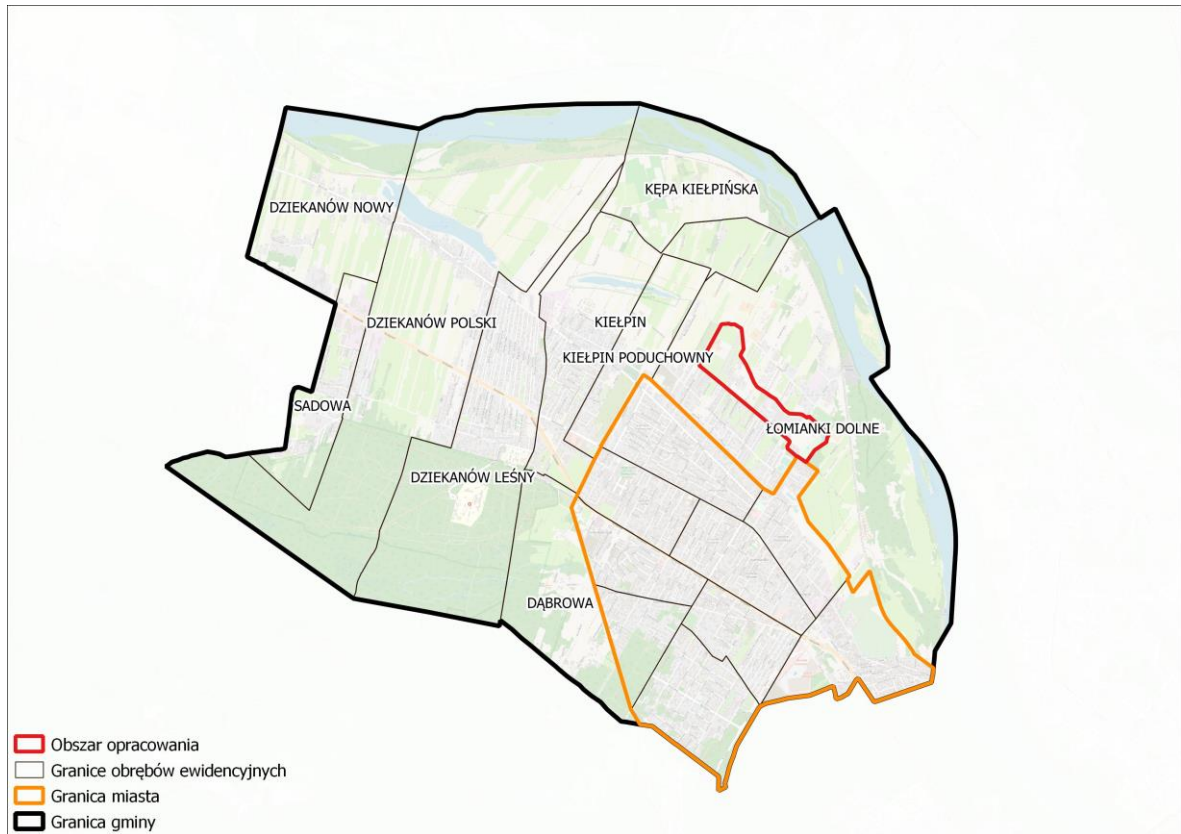 KĘPA KIEŁPIŃSKA
DZIEKANÓW NOWY
DZIEKANÓW POLSKI
KIEŁPIN
KIEŁPIN PODUCHOWNY
SADOWA
ŁOMIANKI DOLNE
DZIEKANÓW LEŚNY
DĄBROWA
Obszar opracowania
Granice obrębów ewidencyjnych
Granica miasta
Granica gminy